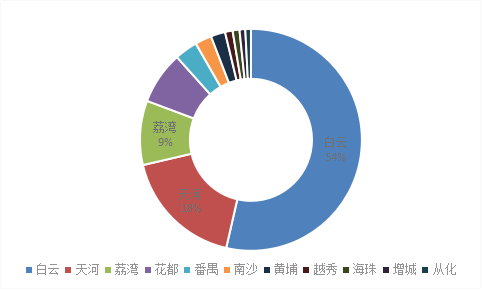 荔湾
9%
白云
54%
白云 天河 荔湾 花都 番禺 南沙 黄埔 越秀 海珠 增城 从化